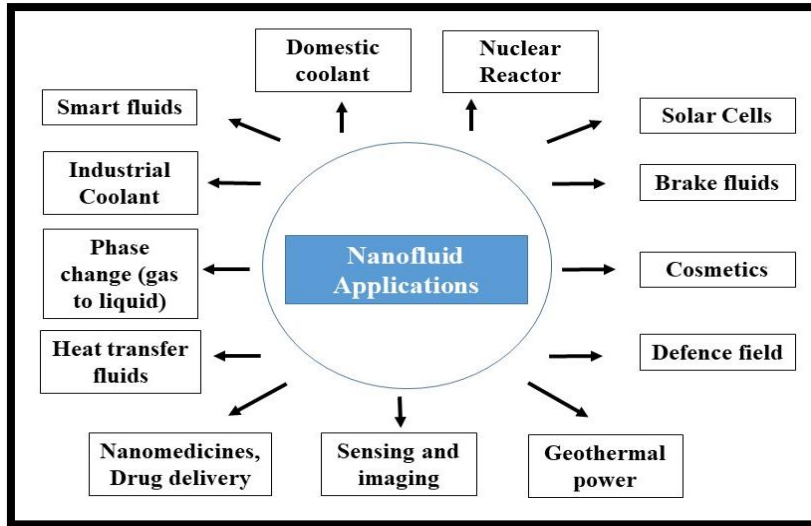 Domestic
coolant
Nuclear
Reactor
Smart fluids
Solar Cells
Industrial
Coolant
Brake fluids
Phase
change (gas
to liquid)
Nanofluid
Applications
Cosmetics
Heat transfer
fluids
Defence field
Nanomedicines,
Drug delivery
Sensing and
imaging
Geothermal
power